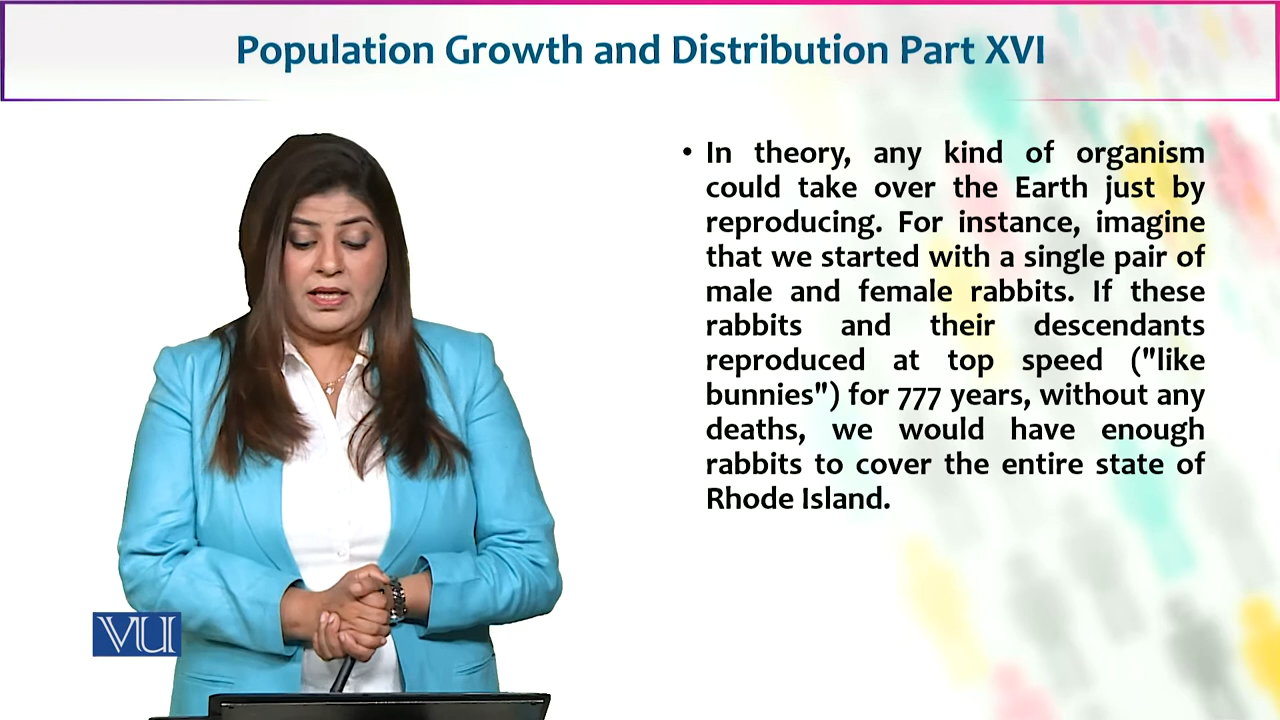 Population Growth and Distribution Part XVI
• In theory, any kind of organism
could take over the Earth just by
reproducing. For instance, imagine
that we started with a single pair of
male and female rabbits. If these
rabbits and their descendants
reproduced at top speed ("like
bunnies") for 777 years, without any
deaths, we would have enough
rabbits to cover the entire state of
Rhode Island.
VU